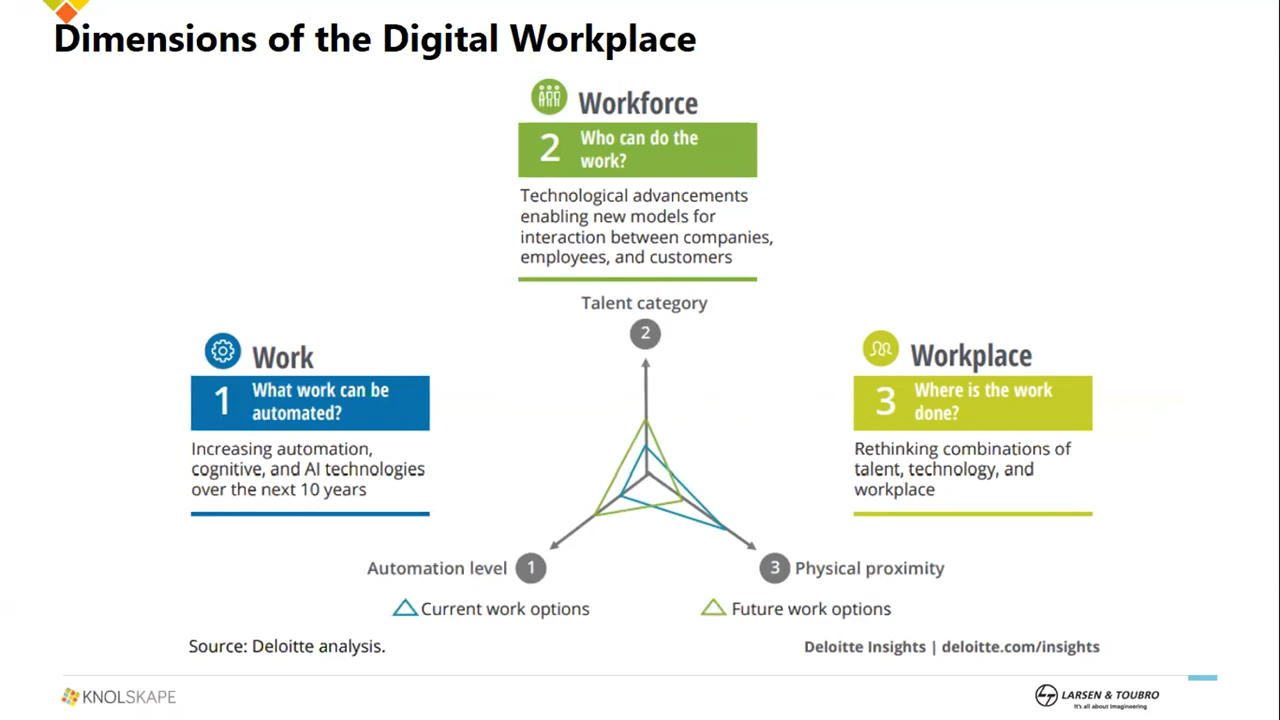 Dimensions of the Digital Workplace
Workforce
2
Who can do the
work?
Technological advancements
enabling new models for
interaction between companies,
employees, and customers
Talent category
2
Work
1
What work can be
automated?
Increasing automation,
cognitive, and AI technologies
over the next 10 years
Workplace
3
Where is the work
done?
Rethinking combinations of
talent, technology, and
workplace
Automation level 1
3 Physical proximity
Current work options
Future work options
Source: Deloitte analysis.
Deloitte Insights | deloitte.com/insights
KNOLSKAPE
LARSEN & TOUBRO
It's all about Imagineering